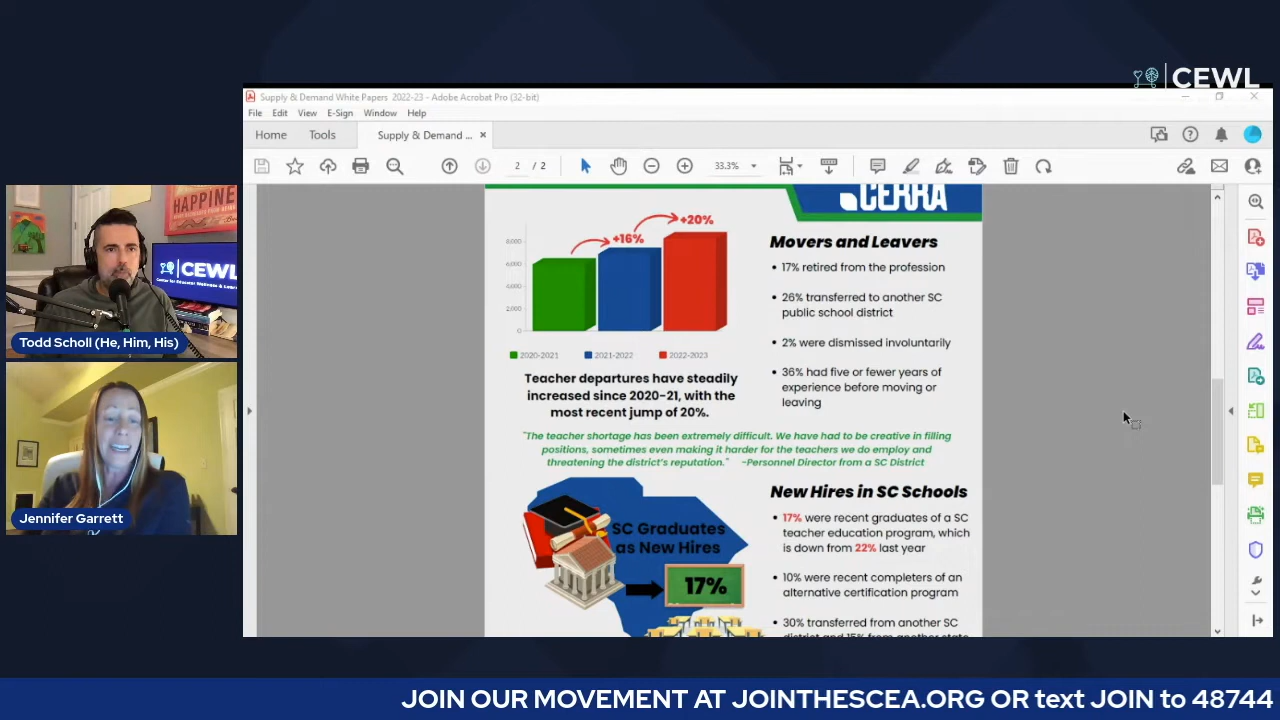 CEWL
Supply & Demand White Papers 2022-23 - Adobe Acrobat Pro (32-bit)
File Edit View E-Sign Window Help
Home Tools Supply & Demand ... ×
2 / 2 33.3%
CERRA
+16% +20%
8,000
6,000
4,000
2,000
0
2020-2021 2021-2022 2022-2023
Teacher departures have steadily
increased since 2020-21, with the
most recent jump of 20%.
Movers and Leavers
• 17% retired from the profession
• 26% transferred to another SC
public school district
• 2% were dismissed involuntarily
• 36% had five or fewer years of
experience before moving or
leaving
"The teacher shortage has been extremely difficult. We have had to be creative in filling
positions, sometimes even making it harder for the teachers we do employ and
threatening the district's reputation." ~Personnel Director from a SC District
SC Graduates
as New Hires
17%
New Hires in SC Schools
• 17% were recent graduates of a SC
teacher education program, which
is down from 22% last year
• 10% were recent completers of an
alternative certification program
• 30% transferred from another SC
district and 15% from another state
HAPPINE
CEWL
Todd Scholl (He, Him, His)
Jennifer Garrett
JOIN OUR MOVEMENT AT JOINTHESCEA.ORG OR text JOIN to 48744